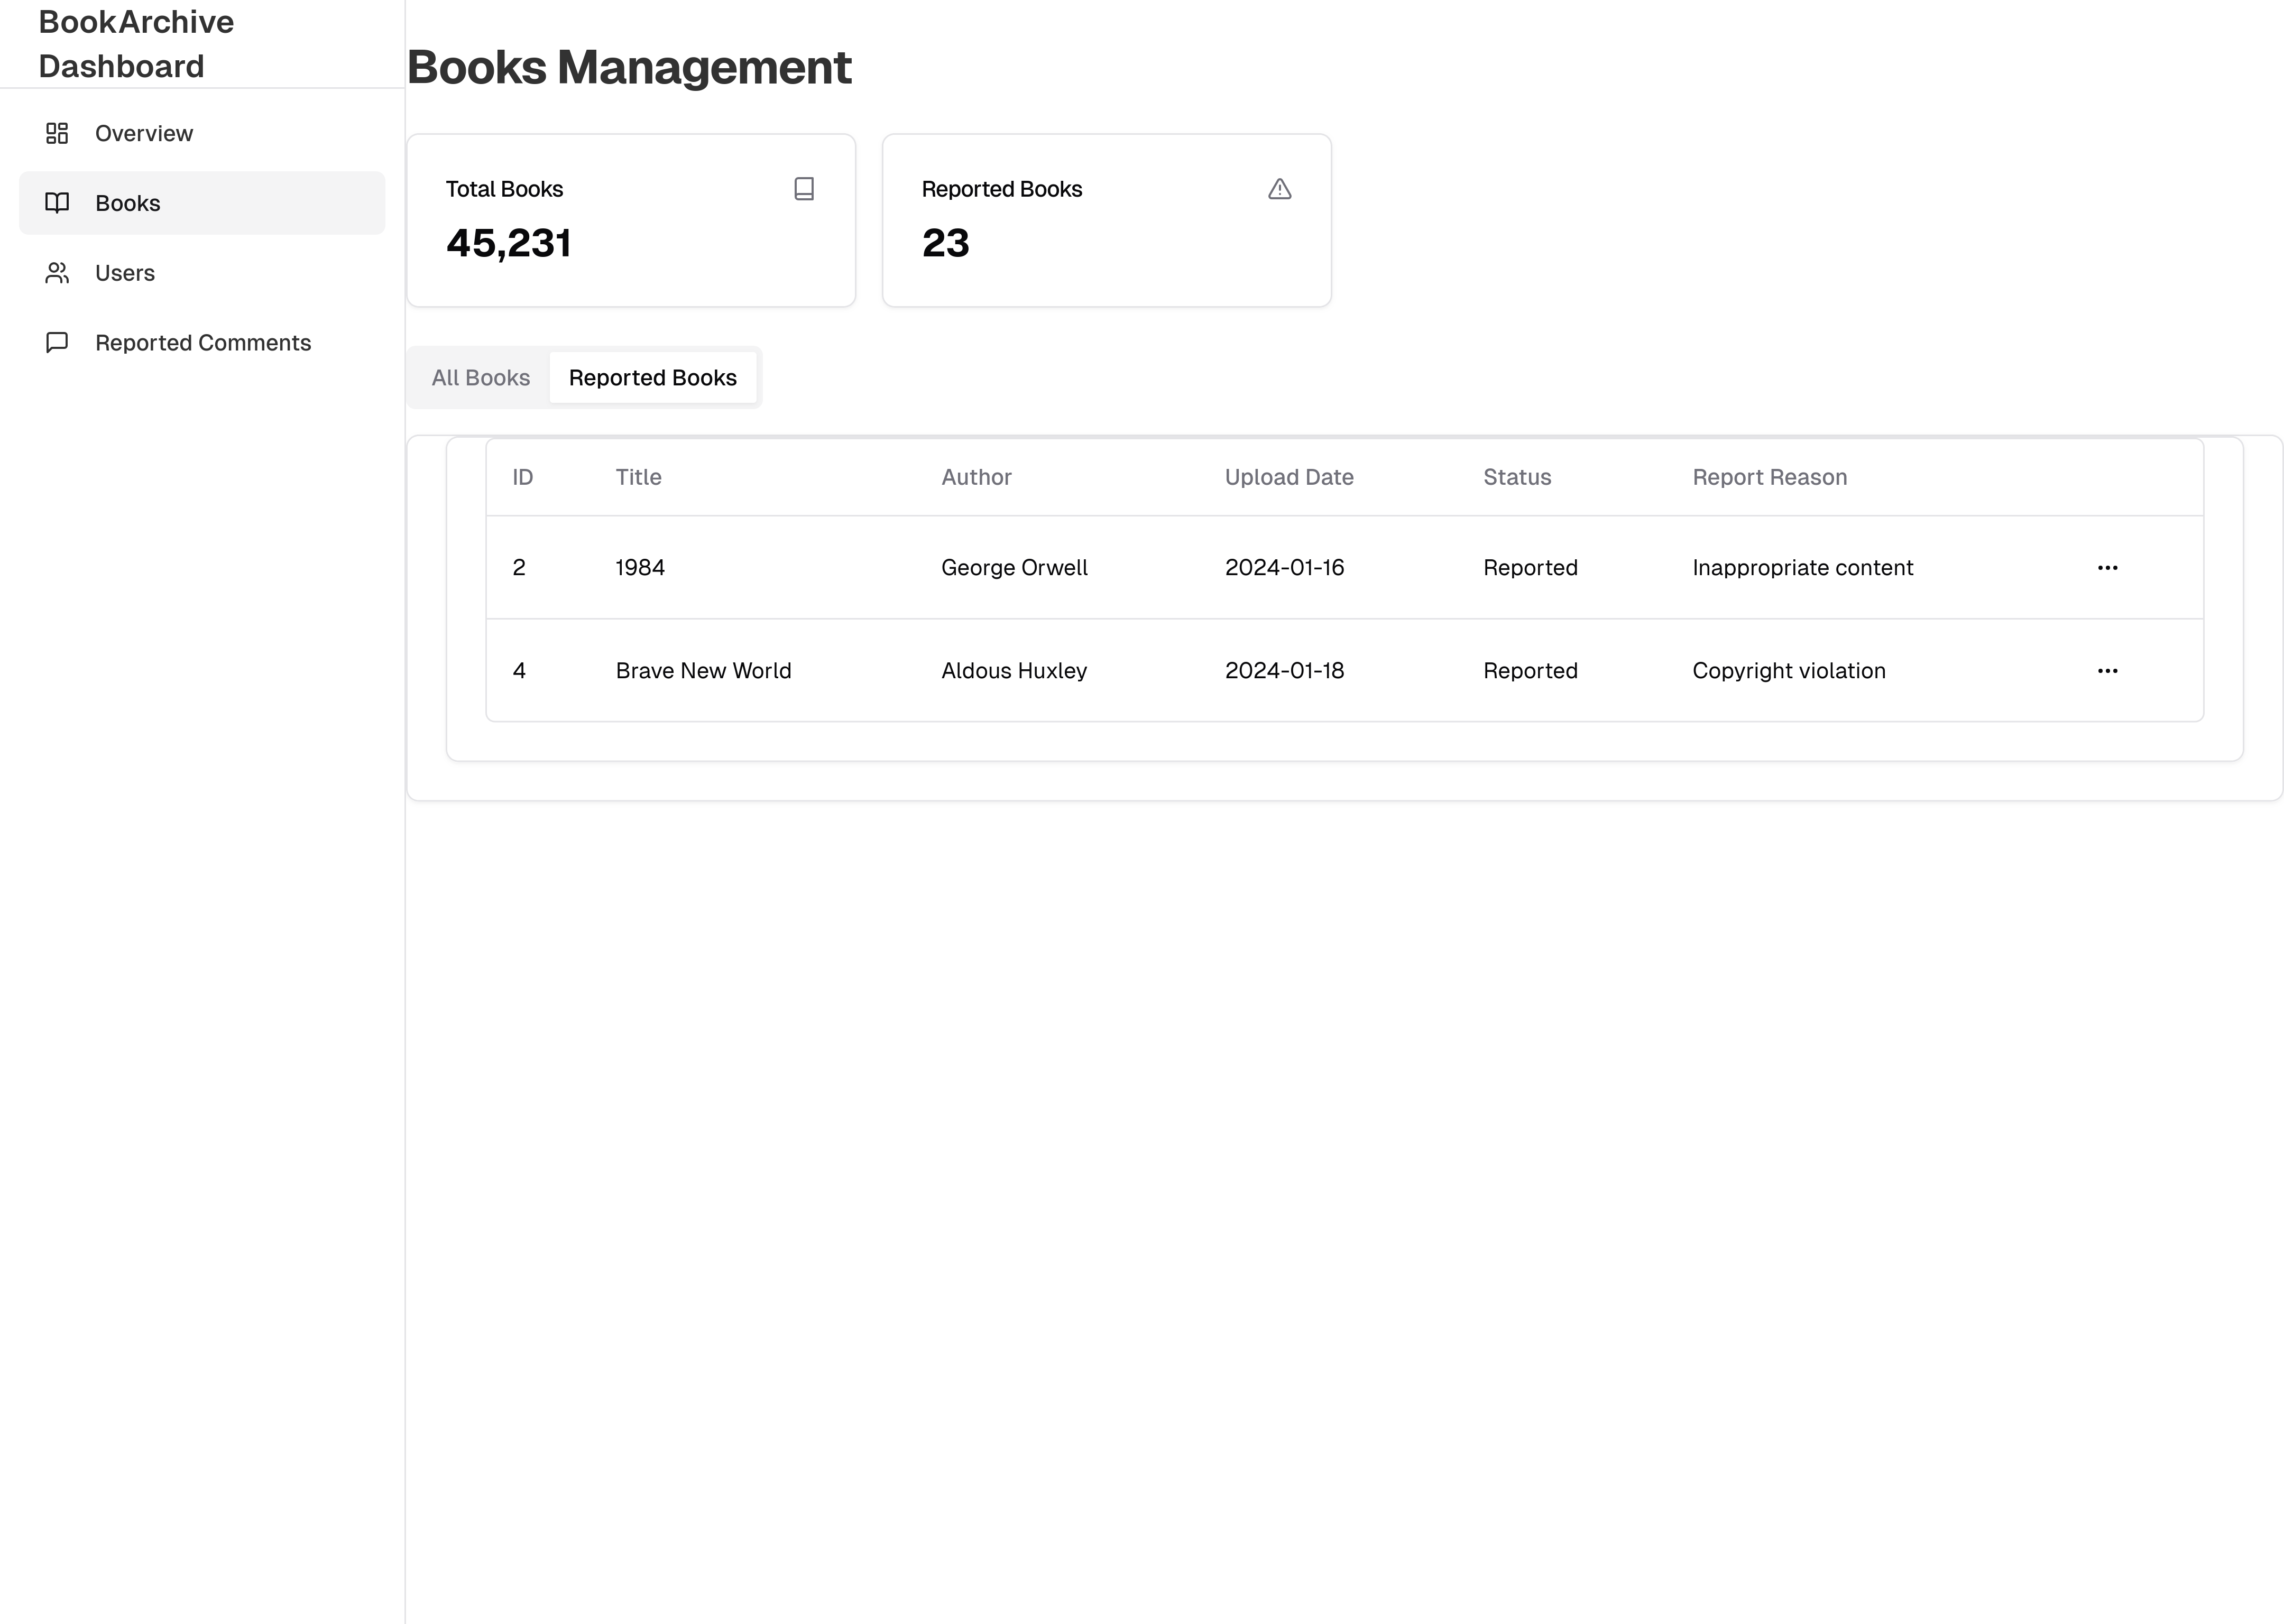 BookArchive
Dashboard
Overview
Books
Users
Reported Comments
Books Management
Total Books
45,231
Reported Books
23
All Books
Reported Books
ID Title Author Upload Date Status Report Reason
2 1984 George Orwell 2024-01-16 Reported Inappropriate content
4 Brave New World Aldous Huxley 2024-01-18 Reported Copyright violation